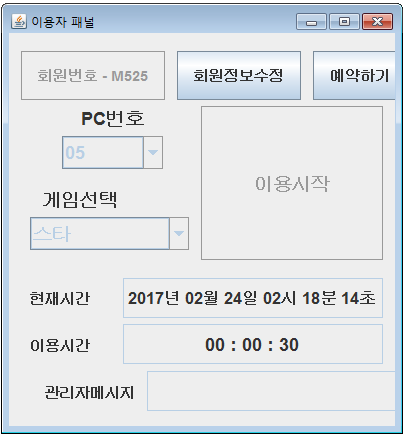 이용자 패널
회원번호 - M525 회원정보수정 예약하기
PC번호
05
이용시작
게임선택
스타
현재시간 2017년 02월 24일 02시 18분 14초
이용시간 00 : 00 : 30
관리자메시지